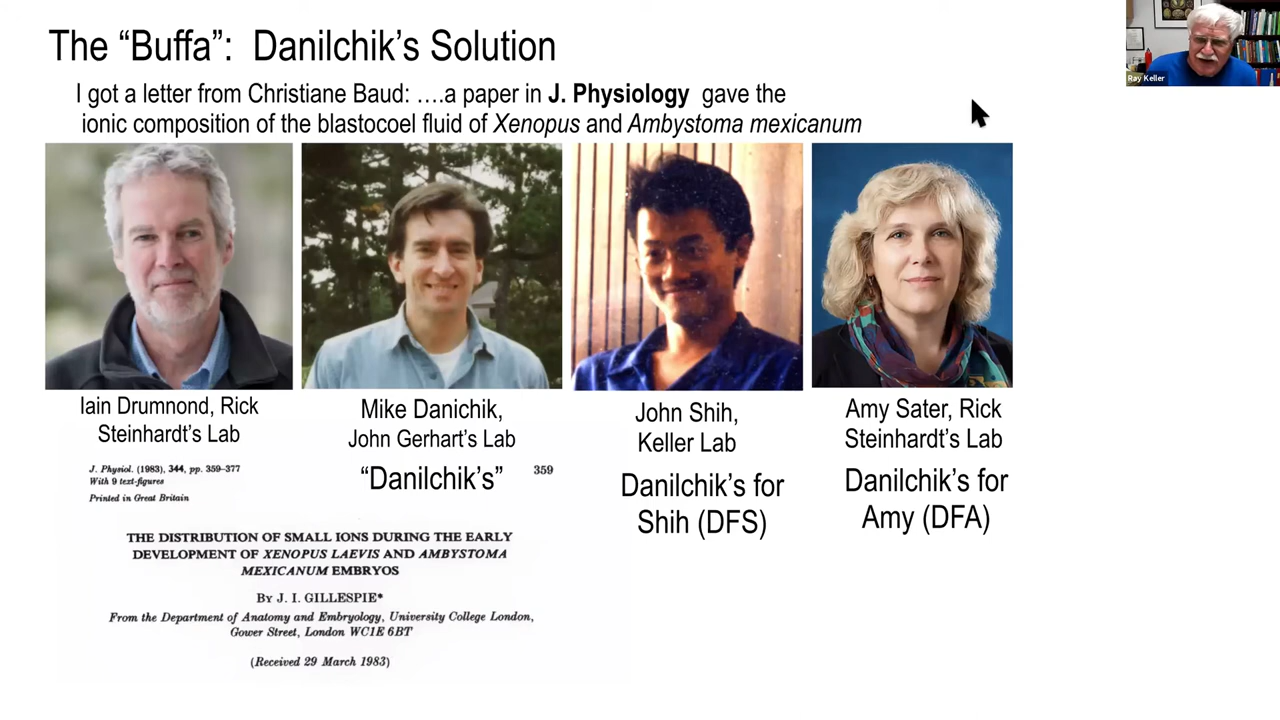 The “Buffa”: Danilchik’s Solution
Ray Keller
I got a letter from Christiane Baud: ….a paper in J. Physiology gave the
ionic composition of the blastocoel fluid of Xenopus and Ambystoma mexicanum
Iain Drumnond, Rick
Steinhardt’s Lab
Mike Danichik,
John Gerhart’s Lab
“Danilchik’s”
John Shih,
Keller Lab
Danilchik’s for
Shih (DFS)
Amy Sater, Rick
Steinhardt’s Lab
Danilchik’s for
Amy (DFA)
J. Physiol. (1983), 344, pp. 359–377
With 9 text-figures
Printed in Great Britain
359
THE DISTRIBUTION OF SMALL IONS DURING THE EARLY
DEVELOPMENT OF XENOPUS LAEVIS AND AMBYSTOMA
MEXICANUM EMBRYOS
By J. I. GILLESPIE*
From the Department of Anatomy and Embryology, University College London,
Gower Street, London WC1E 6BT
(Received 29 March 1983)